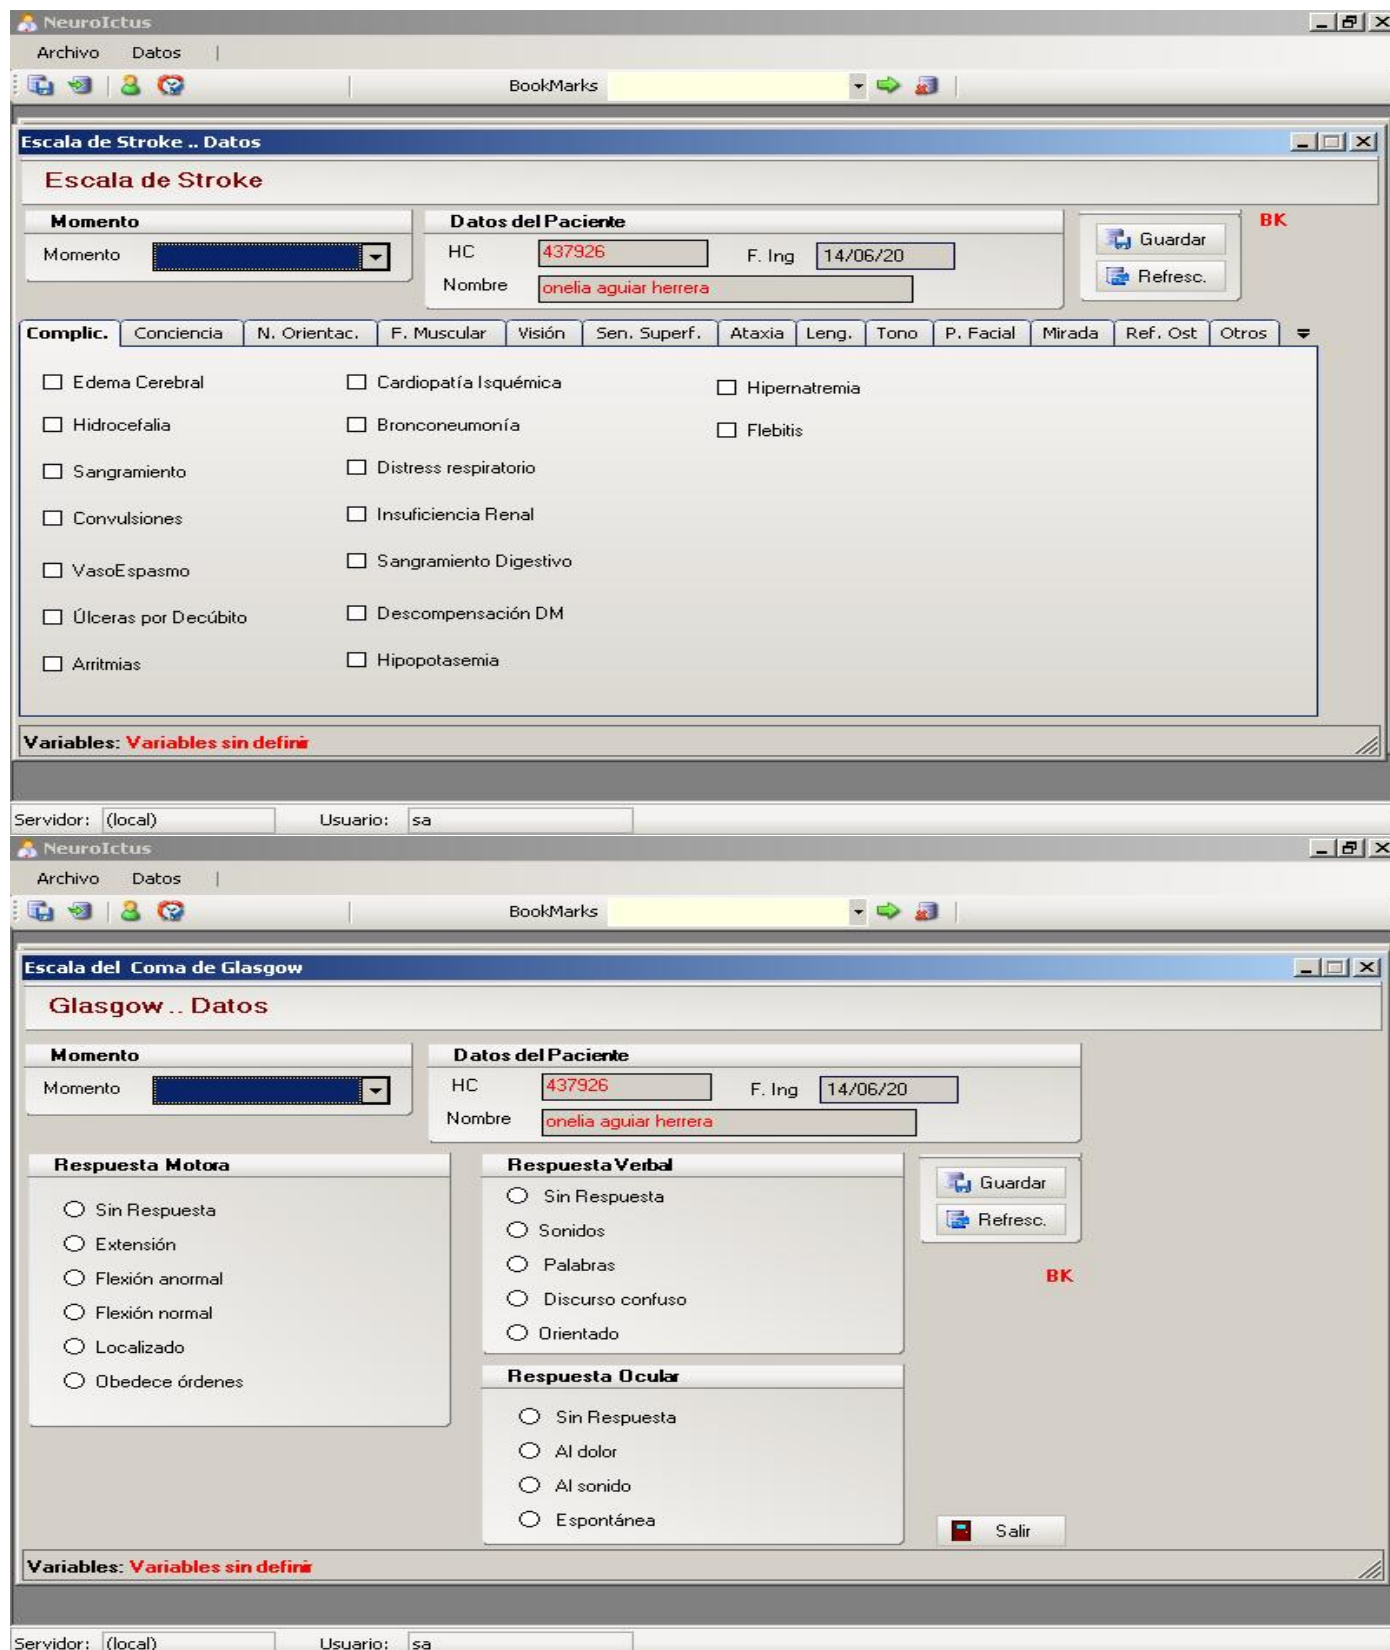 NeuroIctus
Archivo Datos
BookMarks
Escala de Stroke .. Datos
Escala de Stroke
Momento
Datos del Paciente
BK
Momento
HC 437926 F. Ing 14/06/20
Nombre onelia aguiar herrera
Guardar
Refresc.
Complic. Conciencia N. Orientac. F. Muscular Visión Sen. Superf. Ataxia Leng. Tono P. Facial Mirada Ref. Ost Otros
Edema Cerebral Cardiopatía Isquémica Hipernatremia
Hidrocefalia Bronconeumonía Flebitis
Sangramiento Distress respiratorio
Convulsiones Insuficiencia Renal
VasoEspasmo Sangramiento Digestivo
Úlceras por Decúbito Descompensación DM
Arritmias Hipopotasemia
Variables: Variables sin definir
Servidor: (local) Usuario: sa
NeuroIctus
Archivo Datos
BookMarks
Escala del Coma de Glasgow
Glasgow .. Datos
Momento
Datos del Paciente
Momento
HC 437926 F. Ing 14/06/20
Nombre onelia aguiar herrera
Respuesta Motora
Sin Respuesta
Extensión
Flexión anormal
Flexión normal
Localizado
Obedece órdenes
Respuesta Verbal
Sin Respuesta
Sonidos
Palabras
Discurso confuso
Orientado
Guardar
Refresc.
BK
Respuesta Ocular
Sin Respuesta
Al dolor
Al sonido
Espontánea
Salir
Variables: Variables sin definir
Servidor: (local) Usuario: sa